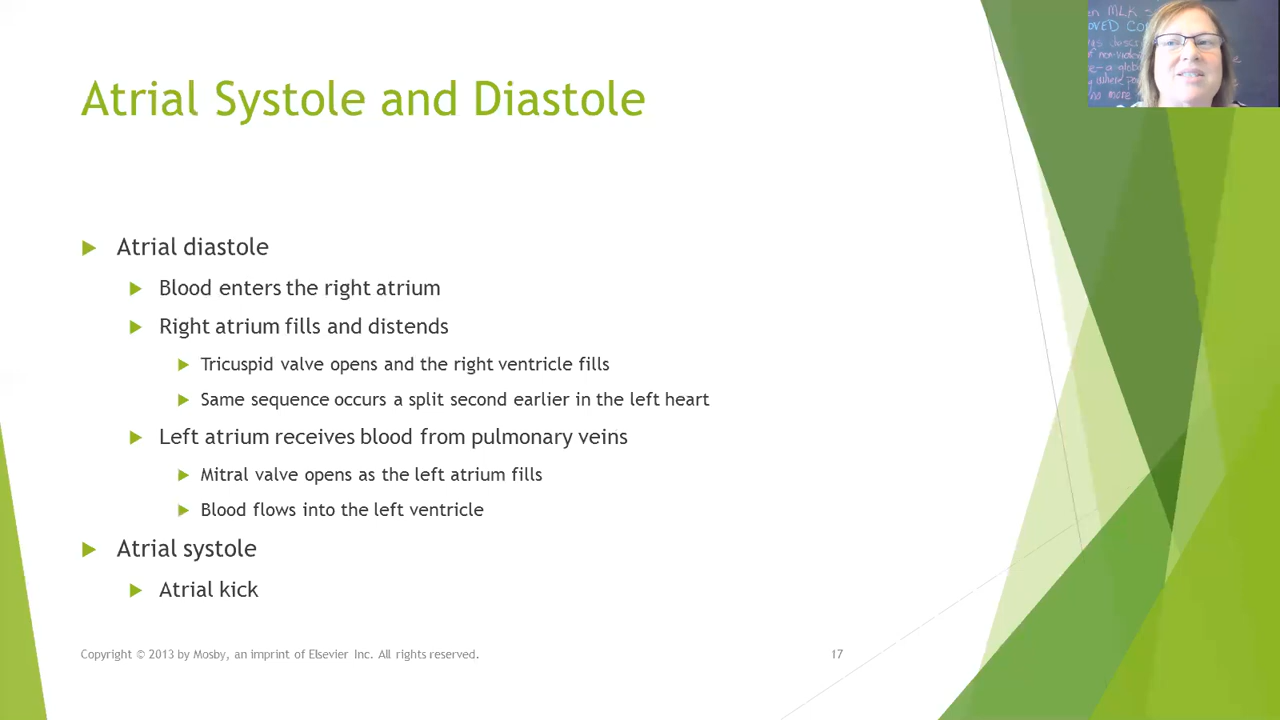 Atrial Systole and Diastole
Atrial diastole
Blood enters the right atrium
Right atrium fills and distends
Tricuspid valve opens and the right ventricle fills
Same sequence occurs a split second earlier in the left heart
Left atrium receives blood from pulmonary veins
Mitral valve opens as the left atrium fills
Blood flows into the left ventricle
Atrial systole
Atrial kick
Copyright © 2013 by Mosby, an imprint of Elsevier Inc. All rights reserved.
17
MLK
no more